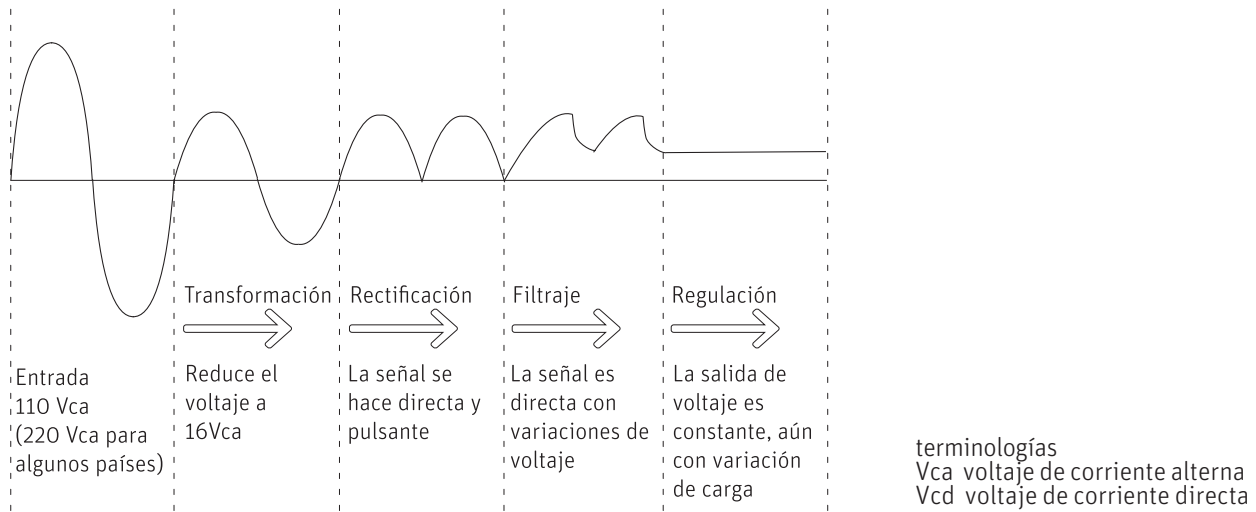 Transformación
Rectificación
Filtraje
Regulación
Entrada
110 Vca
(220 Vca para
algunos países)
Reduce el
voltaje a
16Vca
La señal se
hace directa y
pulsante
La señal es
directa con
variaciones de
voltaje
La salida de
voltaje es
constante, aún
con variación
de carga
terminologías
Vca voltaje de corriente alterna
Vcd voltaje de corriente directa